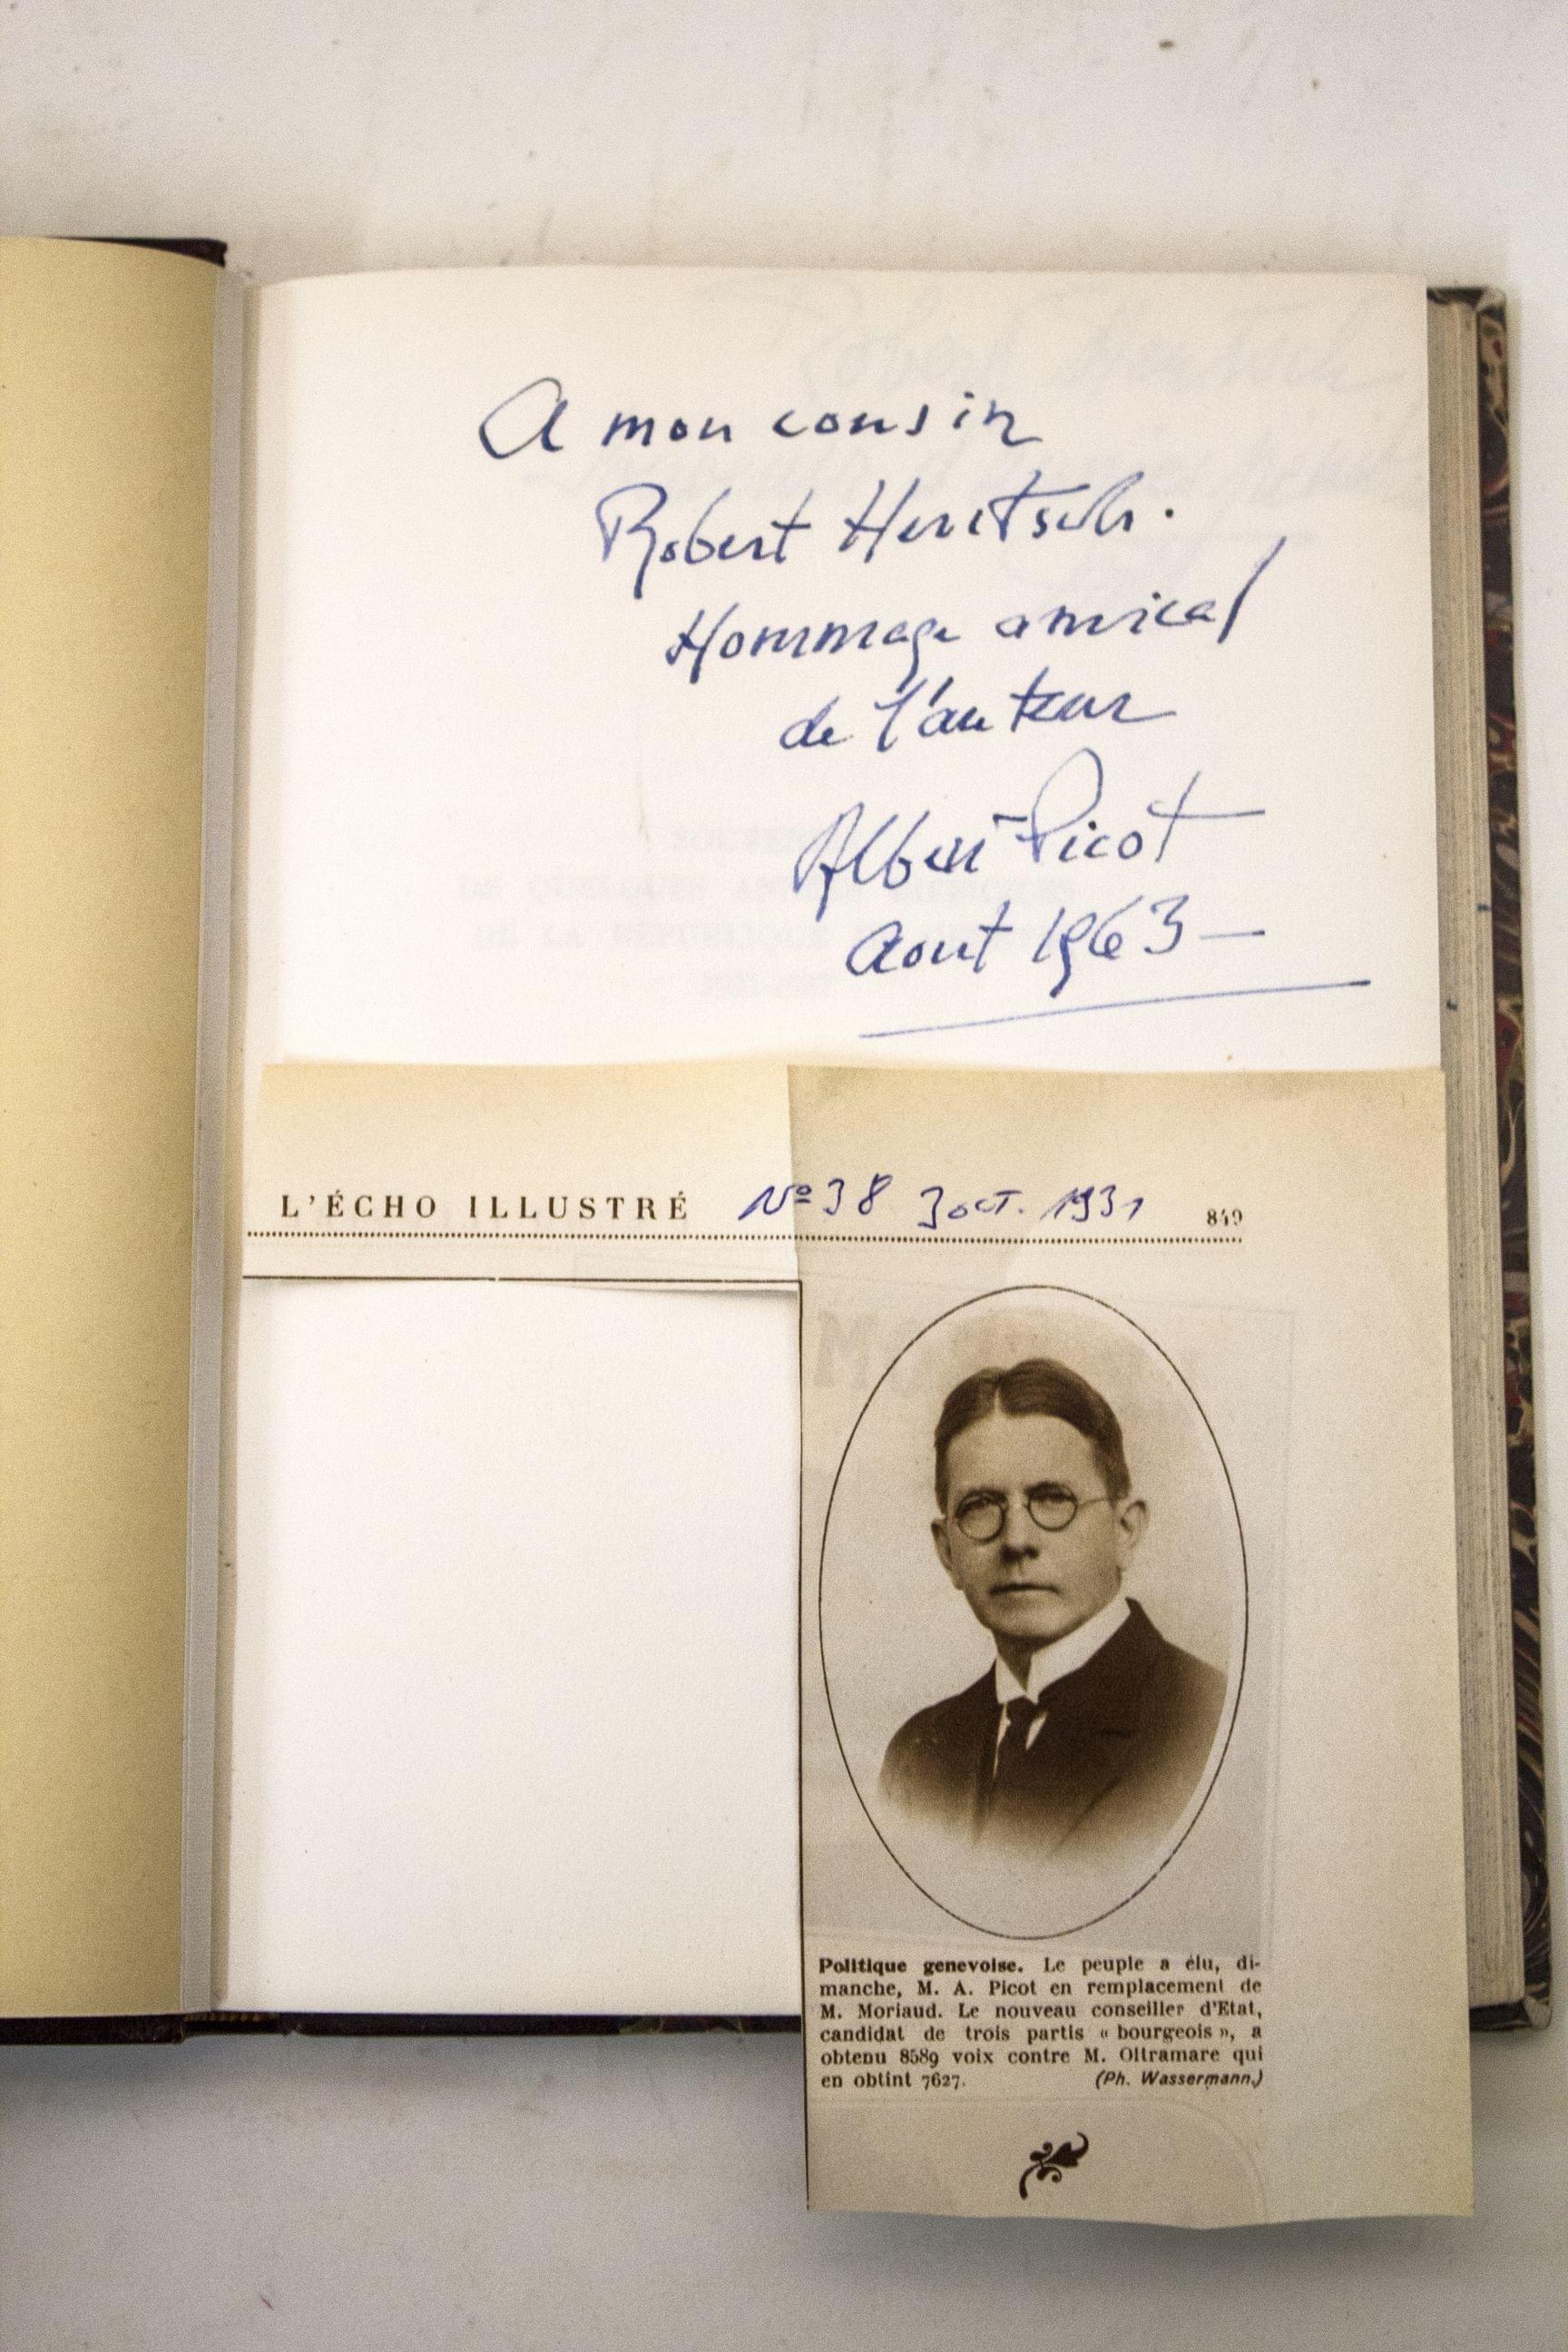 A mon cousin
Robert Hentsch.
Hommage amical
de l'auteur
Albert Picot
Aout 1963 —
L'ÉCHO ILLUSTRÉ Nº 38 3 oct. 1931 849
Politique genevoise. Le peuple a élu, di-
manche, M. A. Picot en remplacement de
M. Moriaud. Le nouveau conseiller d'Etat,
candidat de trois partis « bourgeois », a
obtenu 8589 voix contre M. Oltramare qui
en obtint 7627. (Ph. Wassermann.)